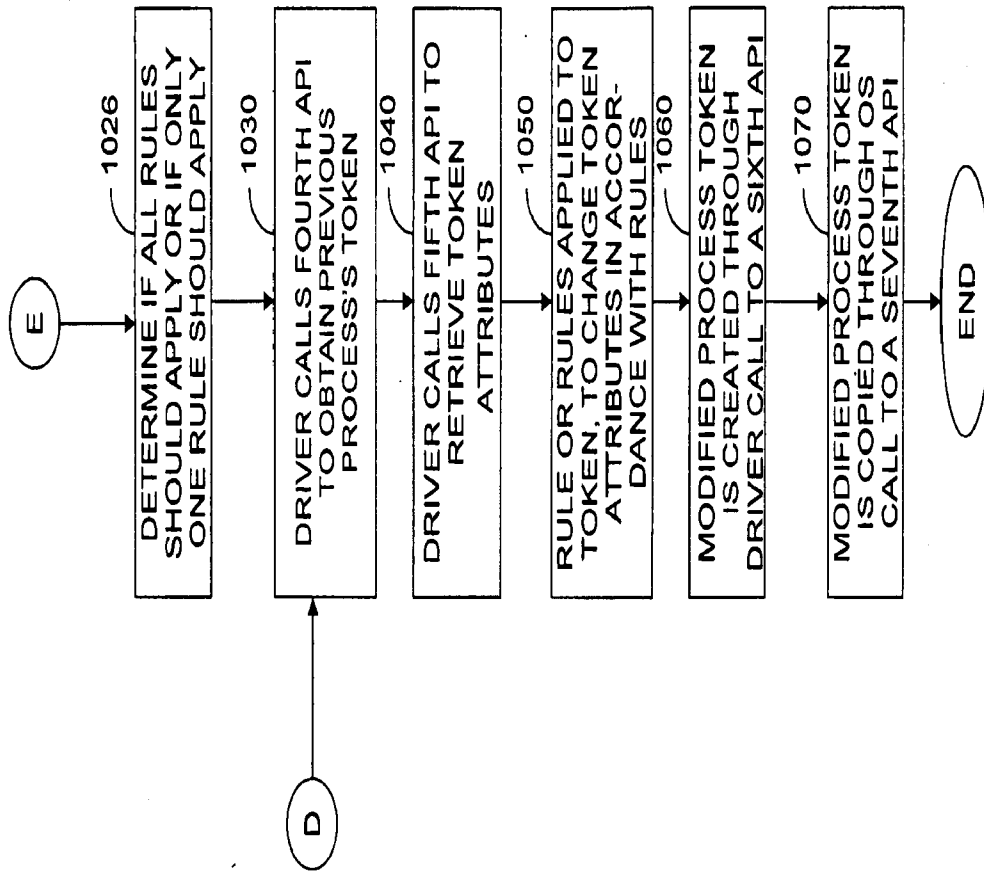 E
1026
DETERMINE IF ALL RULES
SHOULD APPLY OR IF ONLY
ONE RULE SHOULD APPLY
1030
DRIVER CALLS FOURTH API
TO OBTAIN PREVIOUS
PROCESS'S TOKEN
D
1040
DRIVER CALLS FIFTH API TO
RETRIEVE TOKEN
ATTRIBUTES
1050
RULE OR RULES APPLIED TO
TOKEN, TO CHANGE TOKEN
ATTRIBUTES IN ACCOR-
DANCE WITH RULES
1060
MODIFIED PROCESS TOKEN
IS CREATED THROUGH
DRIVER CALL TO A SIXTH API
1070
MODIFIED PROCESS TOKEN
IS COPIED THROUGH OS
CALL TO A SEVENTH API
END